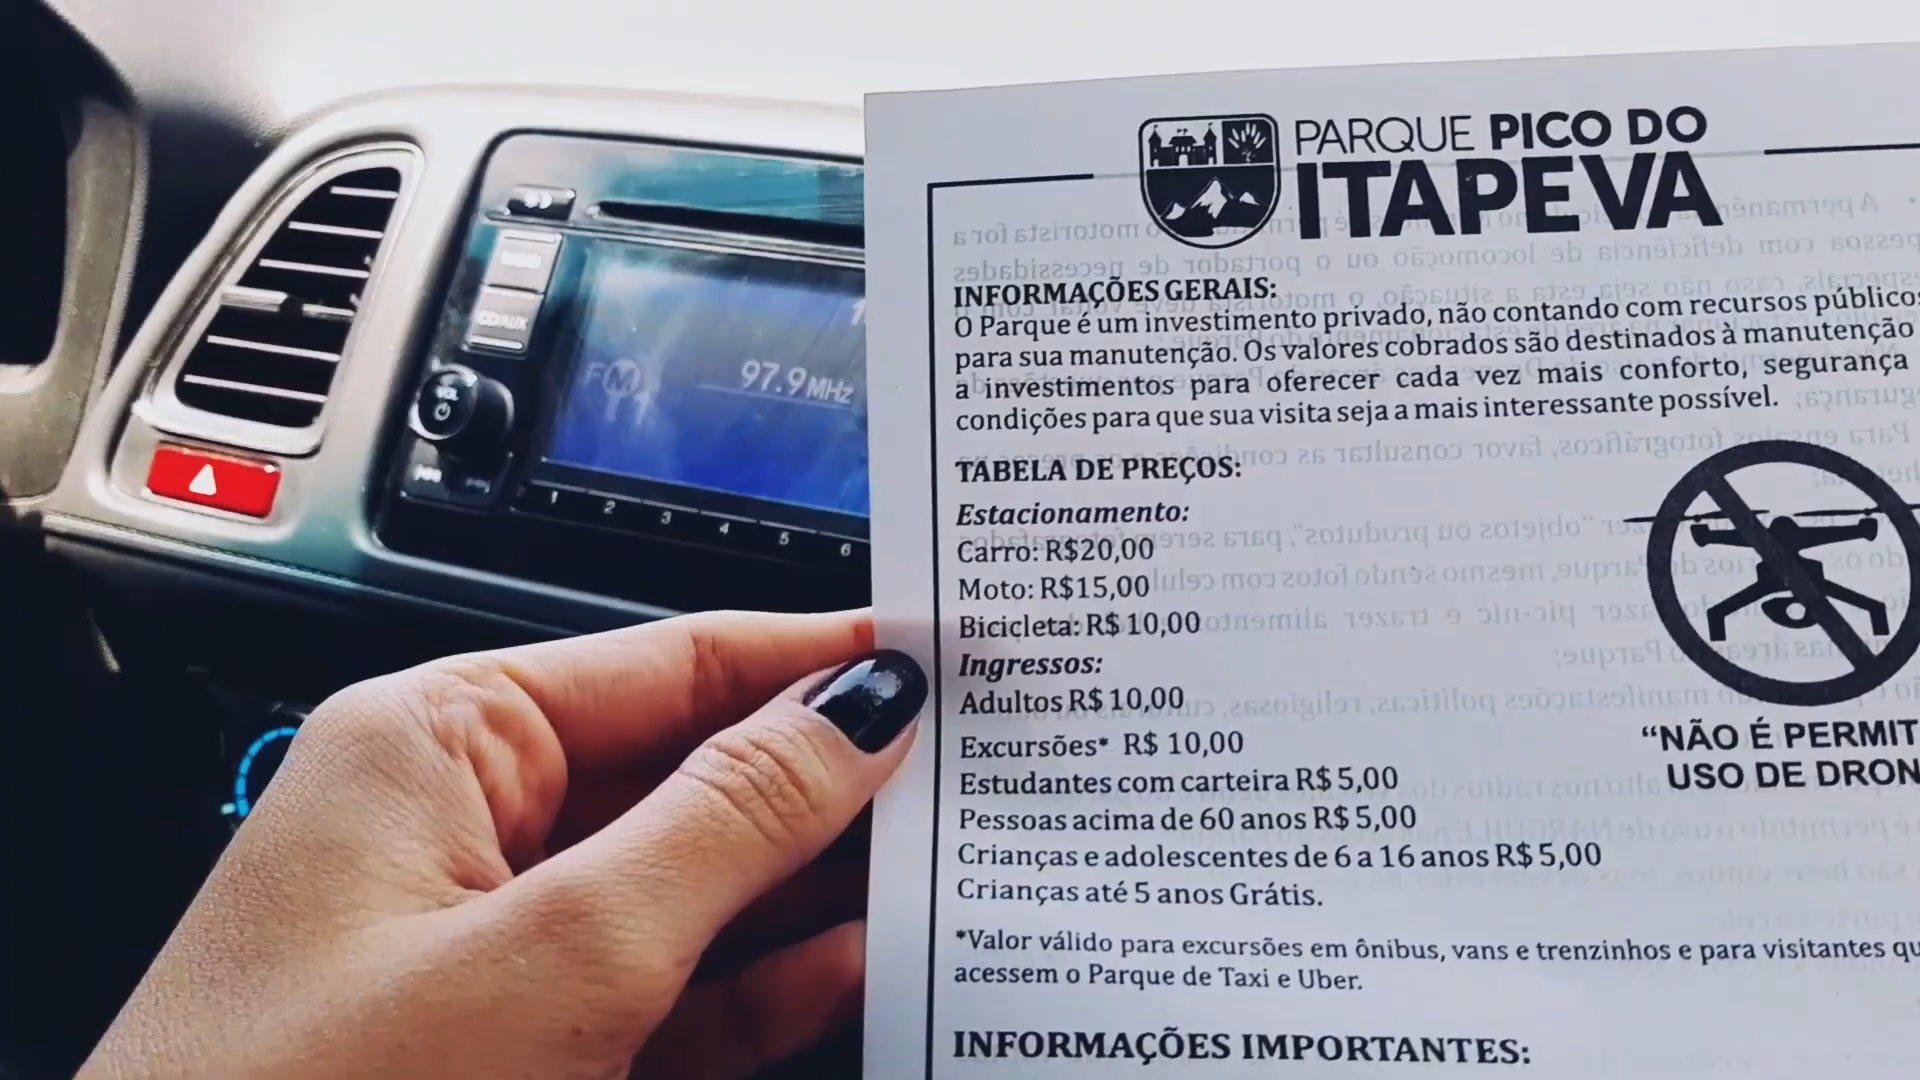 VOL
CD/AUX
FM1
97.9 MHz
1 2 3 4 5 6
PARQUE PICO DO
ITAPEVA
INFORMAÇÕES GERAIS:
O Parque é um investimento privado, não contando com recursos públicos
para sua manutenção. Os valores cobrados são destinados à manutenção
a investimentos para oferecer cada vez mais conforto, segurança
condições para que sua visita seja a mais interessante possível.
TABELA DE PREÇOS:
Estacionamento:
Carro: R$20,00
Moto: R$15,00
Bicicleta: R$10,00
Ingressos:
Adultos R$10,00
Excursões* R$ 10,00
Estudantes com carteira R$5,00
Pessoas acima de 60 anos R$5,00
Crianças e adolescentes de 6 a 16 anos R$5,00
Crianças até 5 anos Grátis.
"NÃO É PERMIT
USO DE DRON
*Valor válido para excursões em ônibus, vans e trenzinhos e para visitantes qu
acessem o Parque de Taxi e Uber.
INFORMAÇÕES IMPORTANTES: